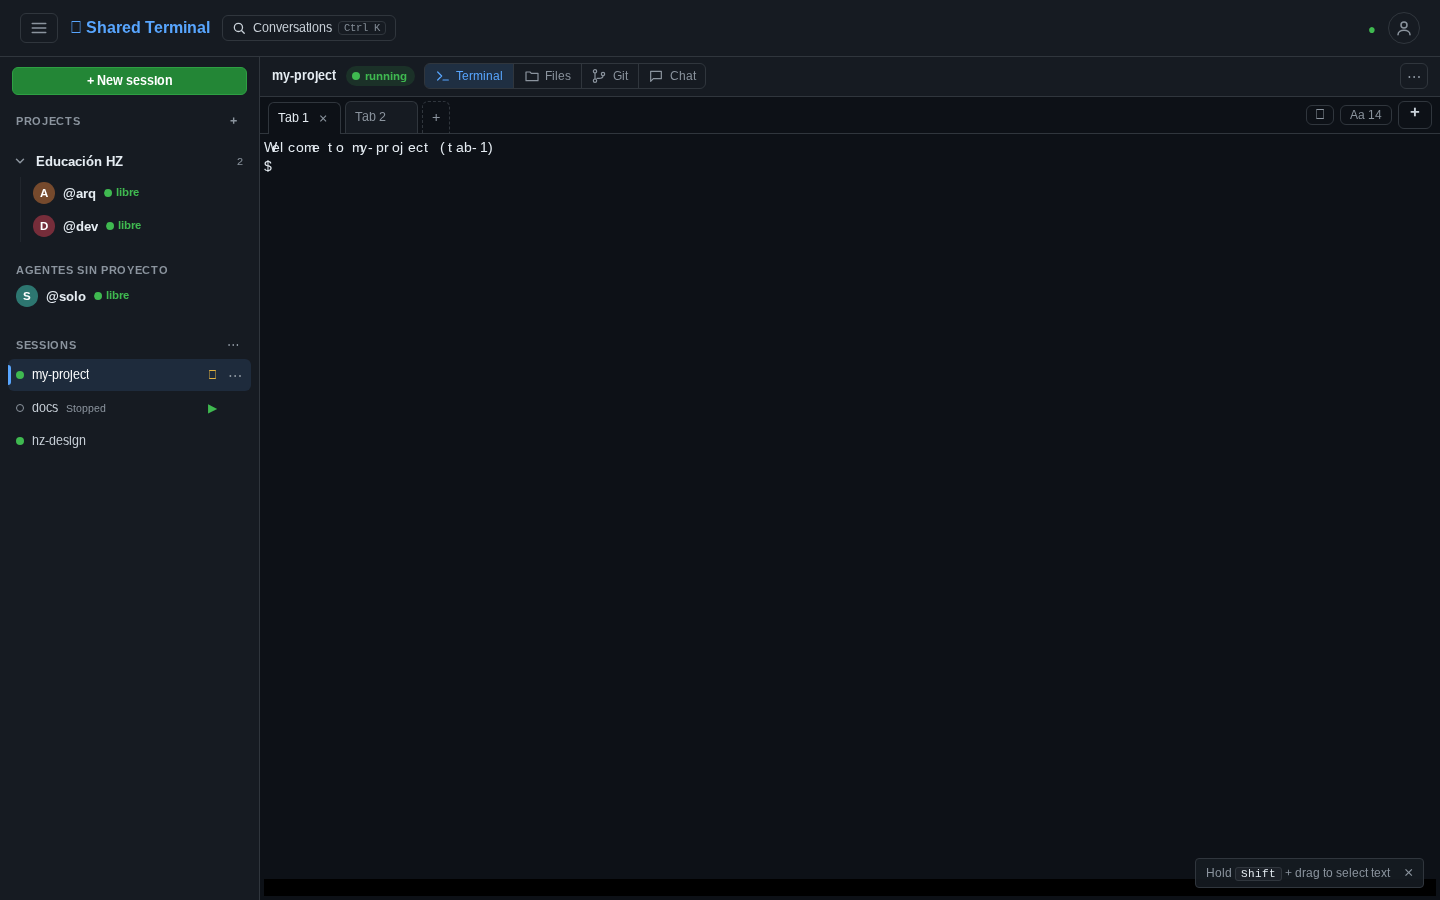 Shared Terminal
Conversations Ctrl K
+ New session
PROJECTS +
Educación HZ 2
A @arq libre
D @dev libre
AGENTES SIN PROYECTO
S @solo libre
SESSIONS ...
my-project ...
docs Stopped
hz-design
my-project running Terminal Files Git Chat ...
Tab 1 × Tab 2 + Aa 14 +
Welcome to my-project (tab-1)
$
Hold Shift + drag to select text ×